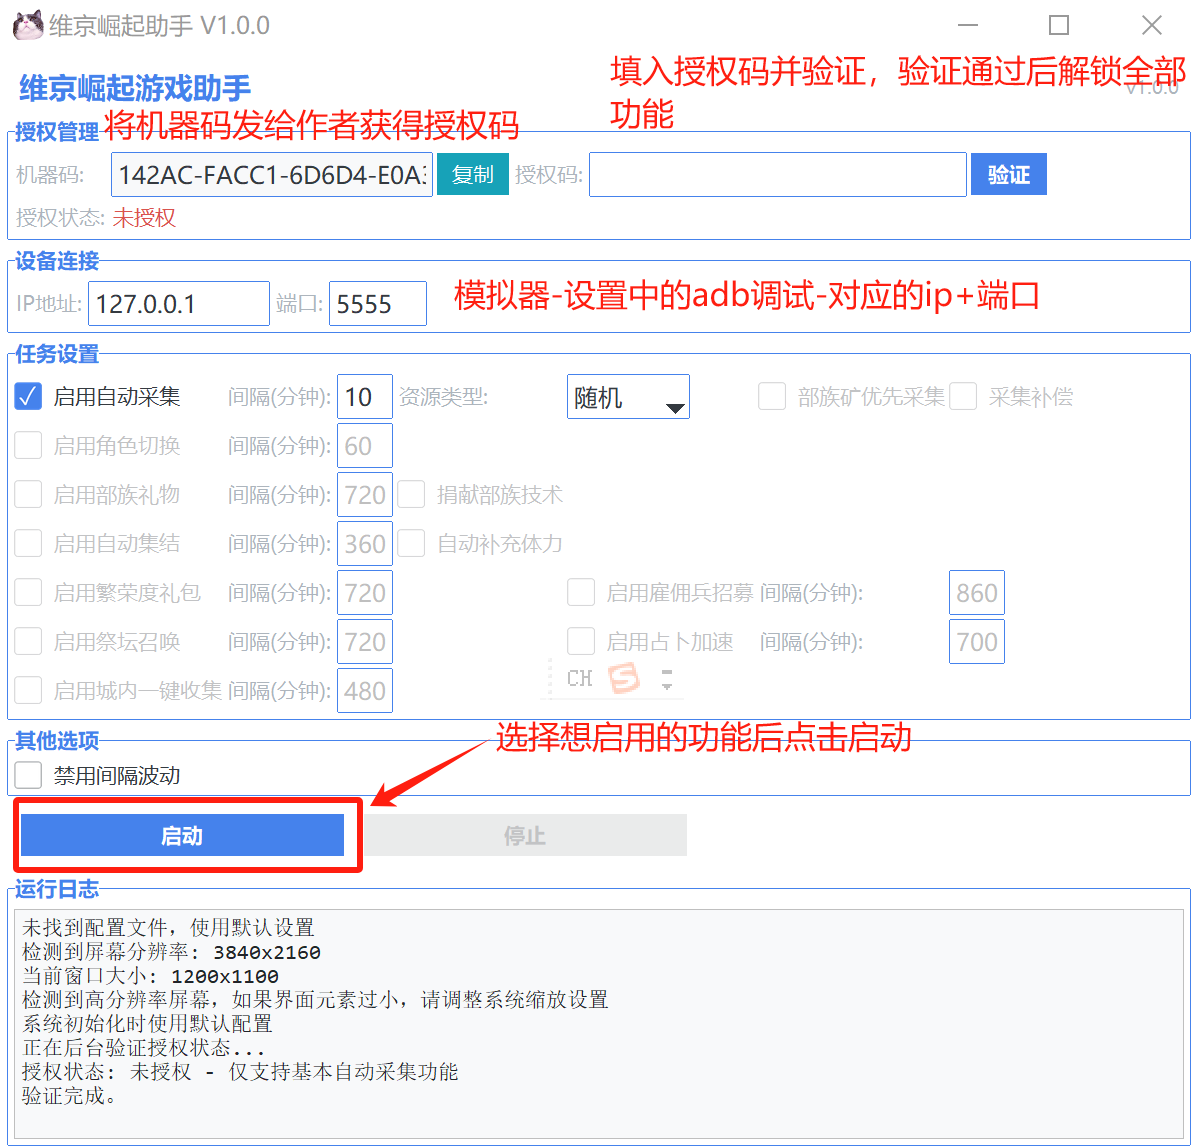 维京崛起助手 V1.0.0
维京崛起游戏助手
填入授权码并验证，验证通过后解锁全部
功能
V1.0.0
授权管理
将机器码发给作者获得授权码
机器码: 142AC-FACC1-6D6D4-E0A3 复制 授权码: 验证
授权状态: 未授权
设备连接
IP地址: 127.0.0.1 端口: 5555
模拟器-设置中的adb调试-对应的ip+端口
任务设置
启用自动采集 间隔(分钟): 10 资源类型: 随机 部族矿优先采集 采集补偿
启用角色切换 间隔(分钟): 60
启用部族礼物 间隔(分钟): 720 捐献部族技术
启用自动集结 间隔(分钟): 360 自动补充体力
启用繁荣度礼包 间隔(分钟): 720 启用雇佣兵招募 间隔(分钟): 860
启用祭坛召唤 间隔(分钟): 720 启用占卜加速 间隔(分钟): 700
CH S
启用城内一键收集 间隔(分钟): 480
选择想启用的功能后点击启动
其他选项
禁用间隔波动
启动 停止
运行日志
未找到配置文件，使用默认设置
检测到屏幕分辨率: 3840x2160
当前窗口大小: 1200x1100
检测到高分辨率屏幕，如果界面元素过小，请调整系统缩放设置
系统初始化时使用默认配置
正在后台验证授权状态...
授权状态: 未授权 - 仅支持基本自动采集功能
验证完成。